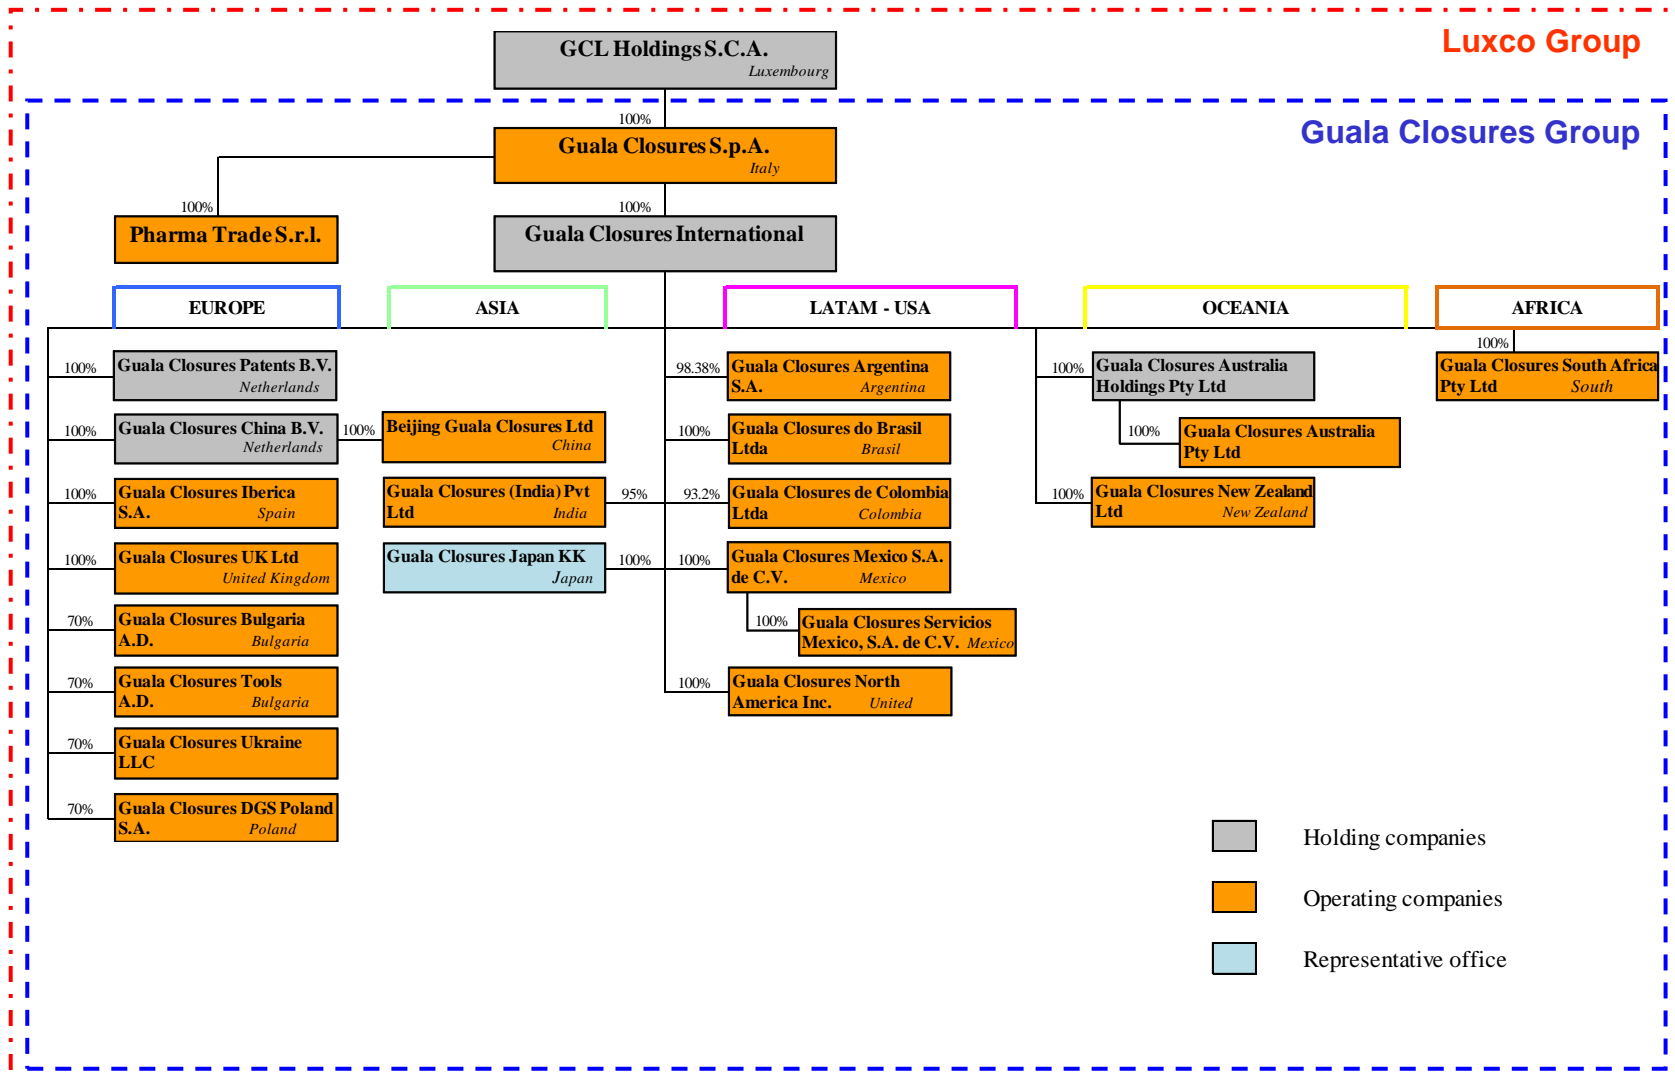 Luxco Group
GCL Holdings S.C.A.
Luxembourg
100%
Guala Closures Group
Guala Closures S.p.A.
Italy
100%
100%
Pharma Trade S.r.l.
Guala Closures International
EUROPE
ASIA
LATAM - USA
OCEANIA
AFRICA
100%
Guala Closures Patents B.V.
Netherlands
100%
Guala Closures China B.V.
Netherlands
100%
Guala Closures Iberica
S.A. Spain
100%
Guala Closures UK Ltd
United Kingdom
70%
Guala Closures Bulgaria
A.D. Bulgaria
70%
Guala Closures Tools
A.D. Bulgaria
70%
Guala Closures Ukraine
LLC
70%
Guala Closures DGS Poland
S.A. Poland
100%
Beijing Guala Closures Ltd
China
95%
Guala Closures (India) Pvt
Ltd India
100%
Guala Closures Japan KK
Japan
98.38%
Guala Closures Argentina
S.A. Argentina
100%
Guala Closures do Brasil
Ltda Brasil
93.2%
Guala Closures de Colombia
Ltda Colombia
100%
Guala Closures Mexico S.A.
de C.V. Mexico
100%
Guala Closures Servicios
Mexico, S.A. de C.V. Mexico
100%
Guala Closures North
America Inc. United
100%
Guala Closures Australia
Holdings Pty Ltd
100%
Guala Closures Australia
Pty Ltd
100%
Guala Closures New Zealand
Ltd New Zealand
100%
Guala Closures South Africa
Pty Ltd South
Holding companies
Operating companies
Representative office